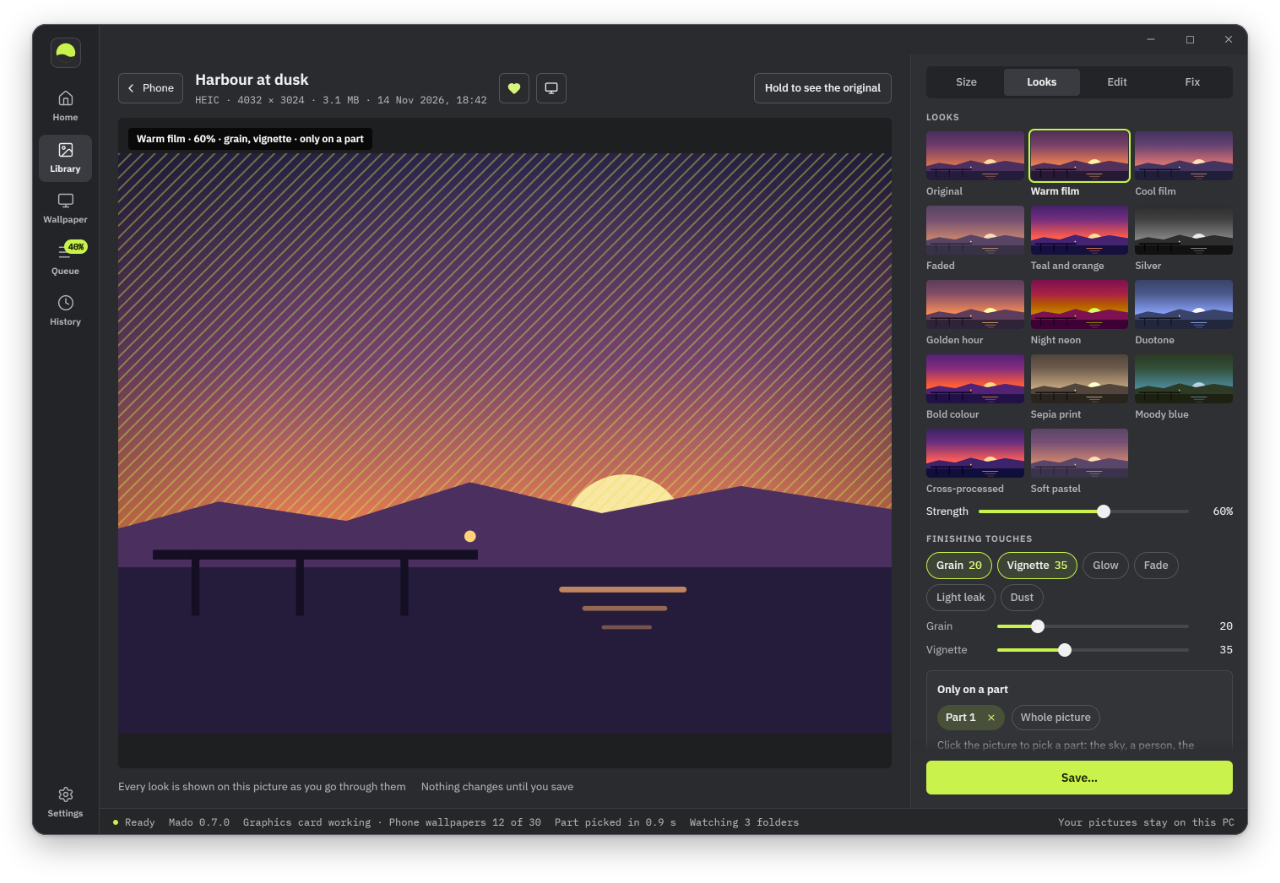 Home
Library
Wallpaper
40%
Queue
History
Settings
Phone
Harbour at dusk
HEIC · 4032 × 3024 · 3.1 MB · 14 Nov 2026, 18:42
Hold to see the original
Warm film · 60% · grain, vignette · only on a part
Every look is shown on this picture as you go through them
Nothing changes until you save
Size
Looks
Edit
Fix
LOOKS
Original
Warm film
Cool film
Faded
Teal and orange
Silver
Golden hour
Night neon
Duotone
Bold colour
Sepia print
Moody blue
Cross-processed
Soft pastel
Strength 60%
FINISHING TOUCHES
Grain 20
Vignette 35
Glow
Fade
Light leak
Dust
Grain 20
Vignette 35
Only on a part
Part 1 ×
Whole picture
Click the picture to pick a part: the sky, a person, the
Save...
Ready
Mado 0.7.0
Graphics card working · Phone wallpapers 12 of 30
Part picked in 0.9 s
Watching 3 folders
Your pictures stay on this PC